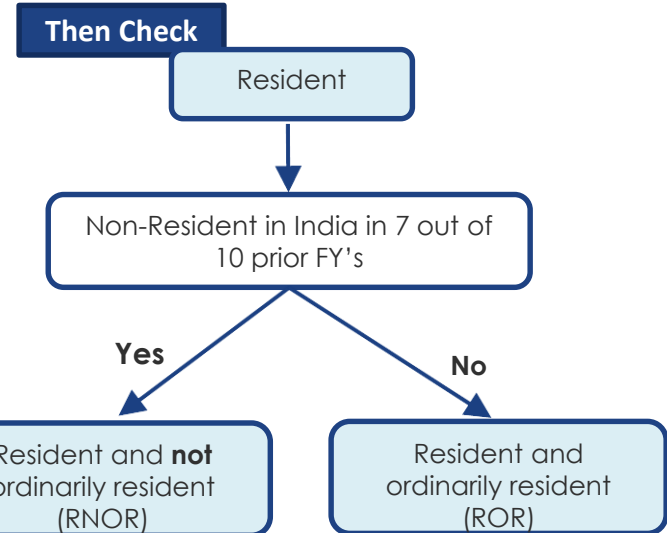 Then Check
Resident
Non-Resident in India in 7 out of
10 prior FY's
Yes
No
Resident and not
ordinarily resident
(RNOR)
Resident and
ordinarily resident
(ROR)